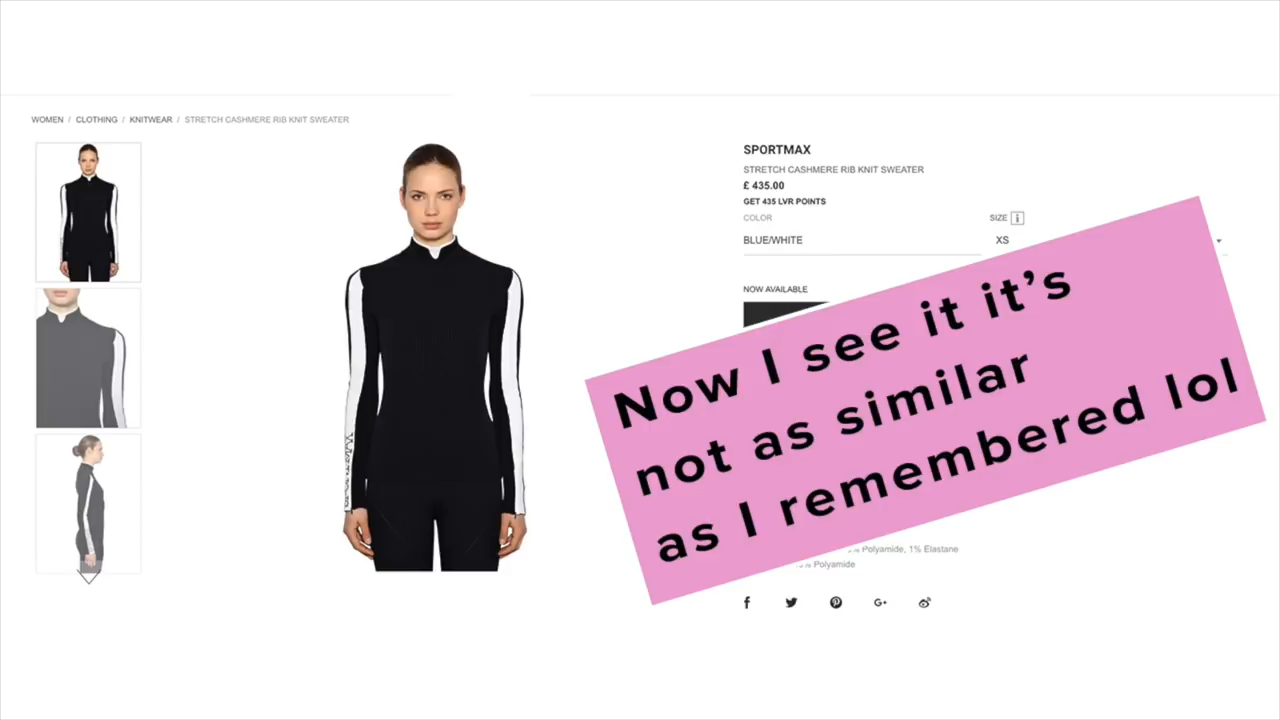 WOMEN / CLOTHING / KNITWEAR / STRETCH CASHMERE RIB KNIT SWEATER
SPORTMAX
STRETCH CASHMERE RIB KNIT SWEATER
£ 435.00
GET 435 LVR POINTS
COLOR
SIZE i
BLUE/WHITE
XS
NOW AVAILABLE
Now I see it it's
not as similar
as I remembered lol
% Polyamide, 1% Elastane
% Polyamide